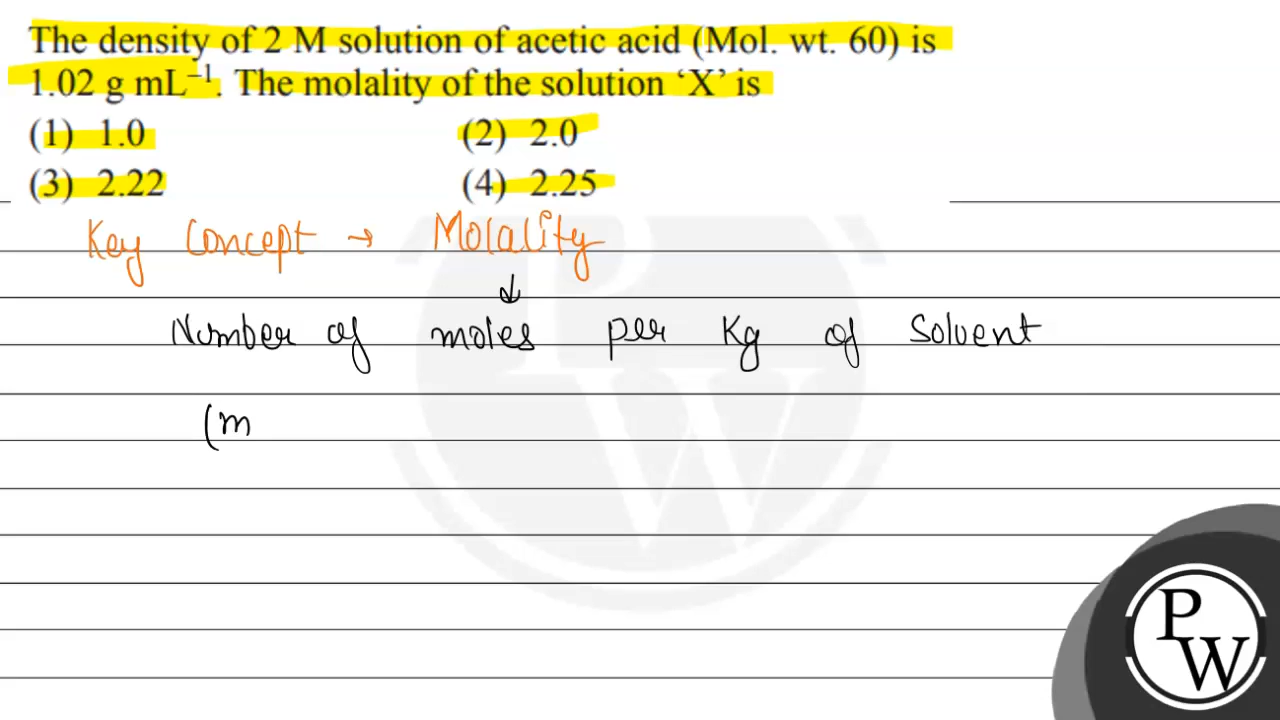 The density of 2 M solution of acetic acid (Mol. wt. 60) is
1.02 g mL⁻¹. The molality of the solution ‘X’ is
(1) 1.0 (2) 2.0
(3) 2.22 (4) 2.25
Key Concept → Molality
↓
Number of moles per Kg of Solvent
(m
P
W
PW